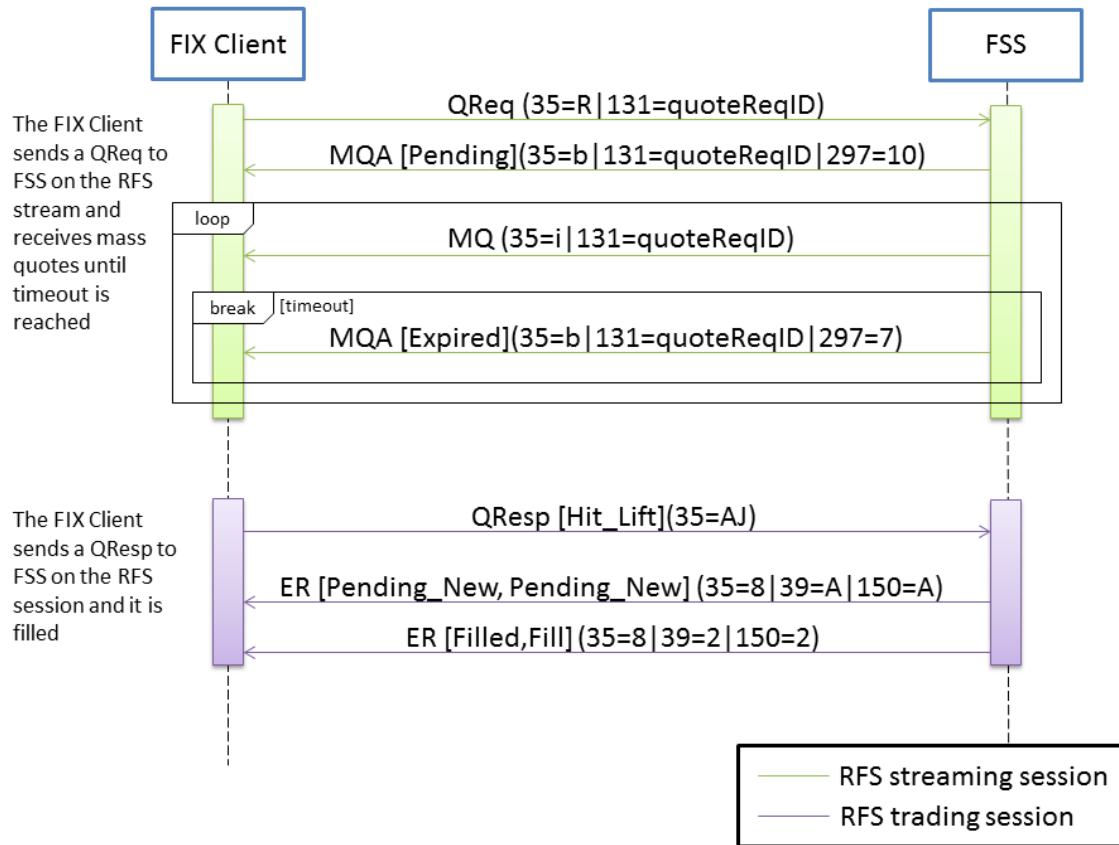 FIX Client
FSS
The FIX Client
sends a QReq to
FSS on the RFS
stream and
receives mass
quotes until
timeout is
reached
QReq (35=R|131=quoteReqID)
MQA [Pending](35=b|131=quoteReqID|297=10)
loop
MQ (35=i|131=quoteReqID)
break [timeout]
MQA [Expired](35=b|131=quoteReqID|297=7)
The FIX Client
sends a QResp to
FSS on the RFS
session and it is
filled
QResp [Hit_Lift](35=AJ)
ER [Pending_New, Pending_New] (35=8|39=A|150=A)
ER [Filled,Fill] (35=8|39=2|150=2)
RFS streaming session
RFS trading session